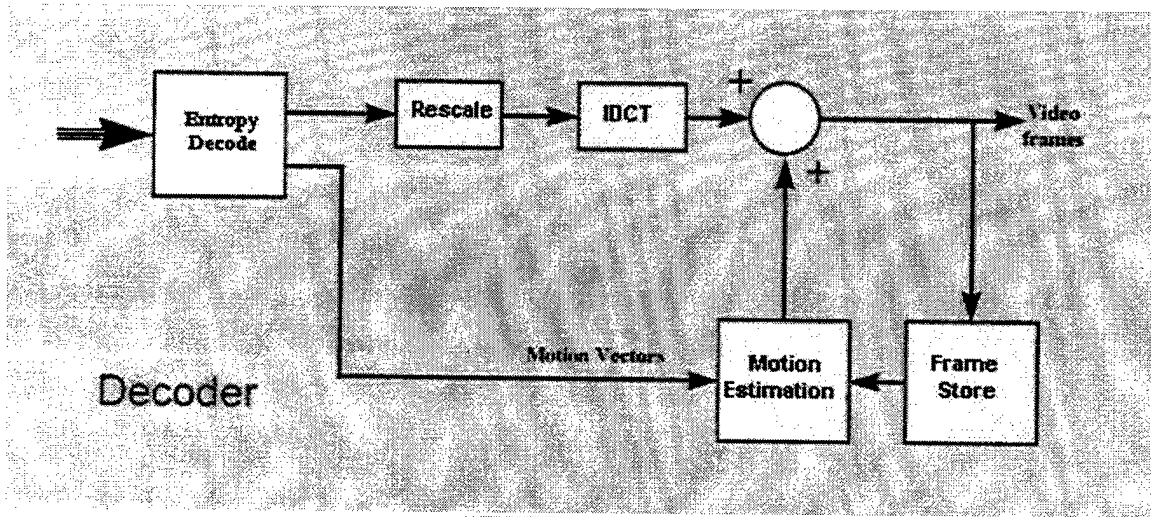 Entropy
Decode
Rescale
IDCT
+
+
Video
frames
Motion Vectors
Motion
Estimation
Frame
Store
Decoder